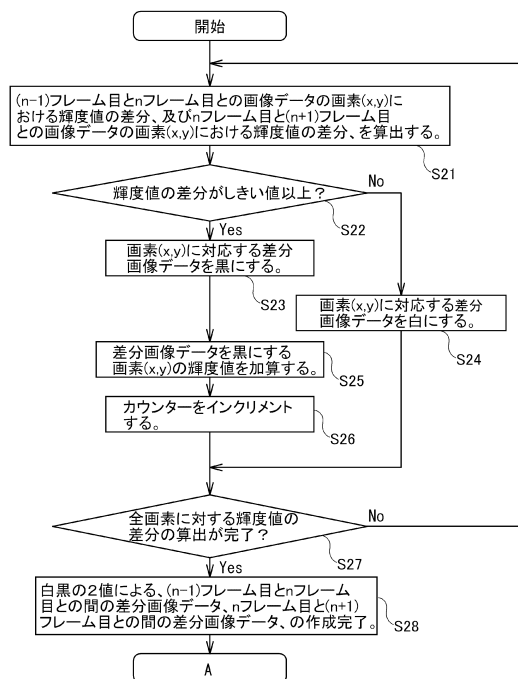 開始
(n-1)フレーム目とnフレーム目との画像データの画素(x,y)に
おける輝度値の差分、及びnフレーム目と(n+1)フレーム目
との画像データの画素(x,y)における輝度値の差分、を算出する。
S21
輝度値の差分がしきい値以上?
No
S22
Yes
画素(x,y)に対応する差分
画像データを黒にする。
S23
画素(x,y)に対応する差分
画像データを白にする。
S24
差分画像データを黒にする
画素(x,y)の輝度値を加算する。
S25
カウンターをインクリメント
する。
S26
全画素に対する輝度値の
差分の算出が完了?
No
S27
Yes
白黒の2値による、(n-1)フレーム目とnフレーム
目との間の差分画像データ、nフレーム目と(n+1)
フレーム目との間の差分画像データ、の作成完了。
S28
A